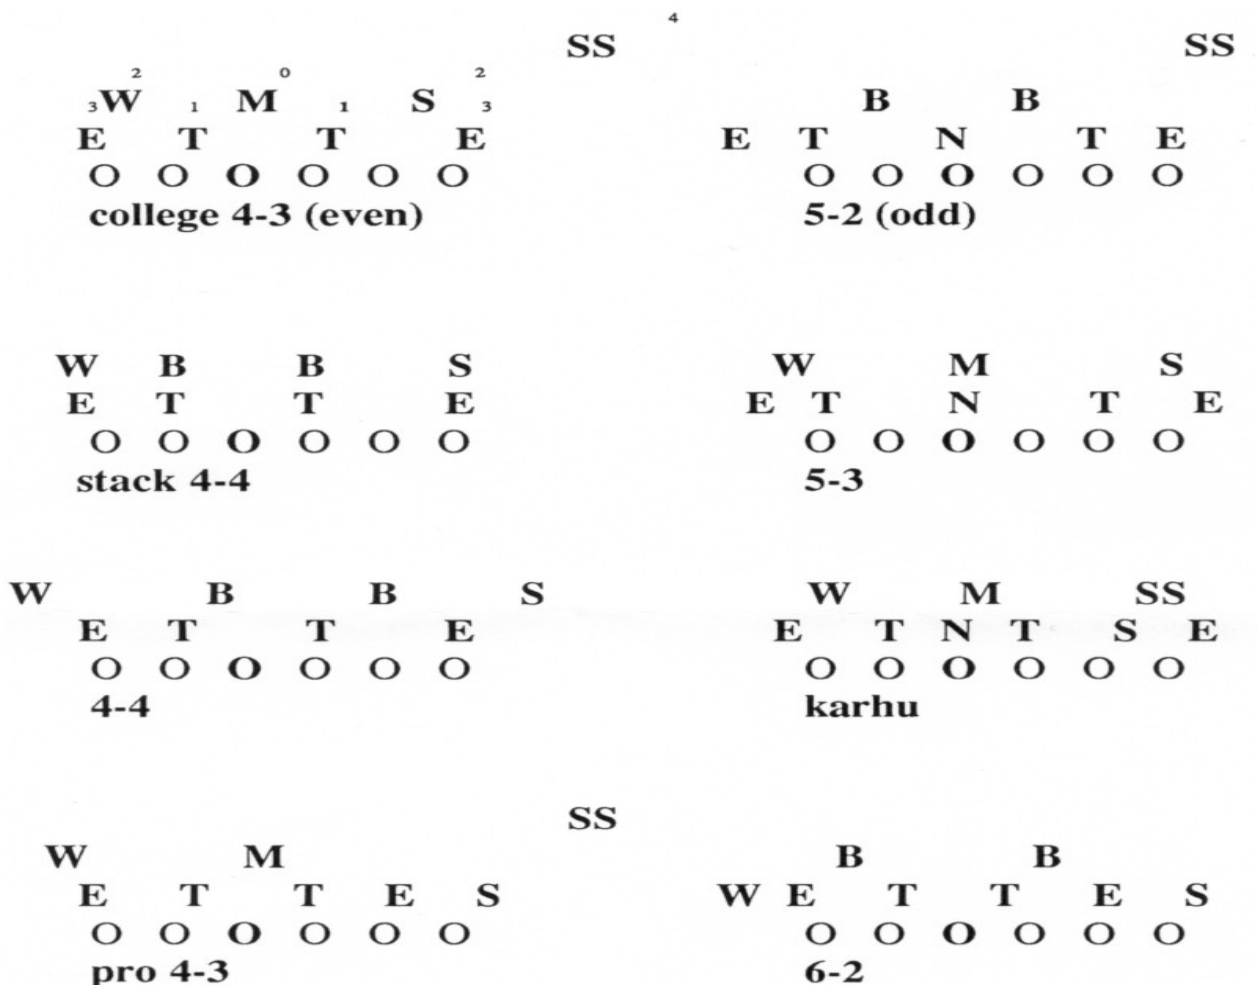 4
SS SS
2 0 2
3 W 1 M 1 S 3 B B
E T T E E T N B T E
O O O O O O O O O O O O
college 4-3 (even) 5-2 (odd)
W B B S W M S
E T T E E T N T E
O O O O O O O O O O O O
stack 4-4 5-3
W B B S W M SS
E T T E E T N T S E
O O O O O O O O O O O O
4-4 karhu
SS
W M B B
E T T E S W E T T E S
O O O O O O O O O O O O
pro 4-3 6-2